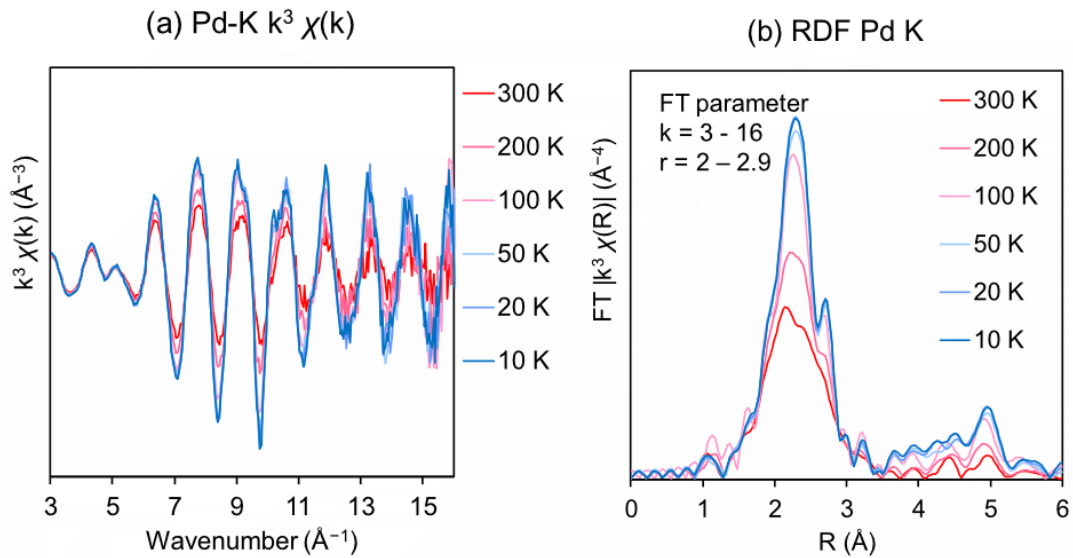 (a) Pd-K k³ χ(k)
k³ χ(k) (Å⁻³)
3 5 7 9 11 13 15
Wavenumber (Å⁻¹)
300 K
200 K
100 K
50 K
20 K
10 K
(b) RDF Pd K
FT |k³ χ(R)| (Å⁻⁴)
FT parameter
k = 3 - 16
r = 2 – 2.9
300 K
200 K
100 K
50 K
20 K
10 K
0 1 2 3 4 5 6
R (Å)